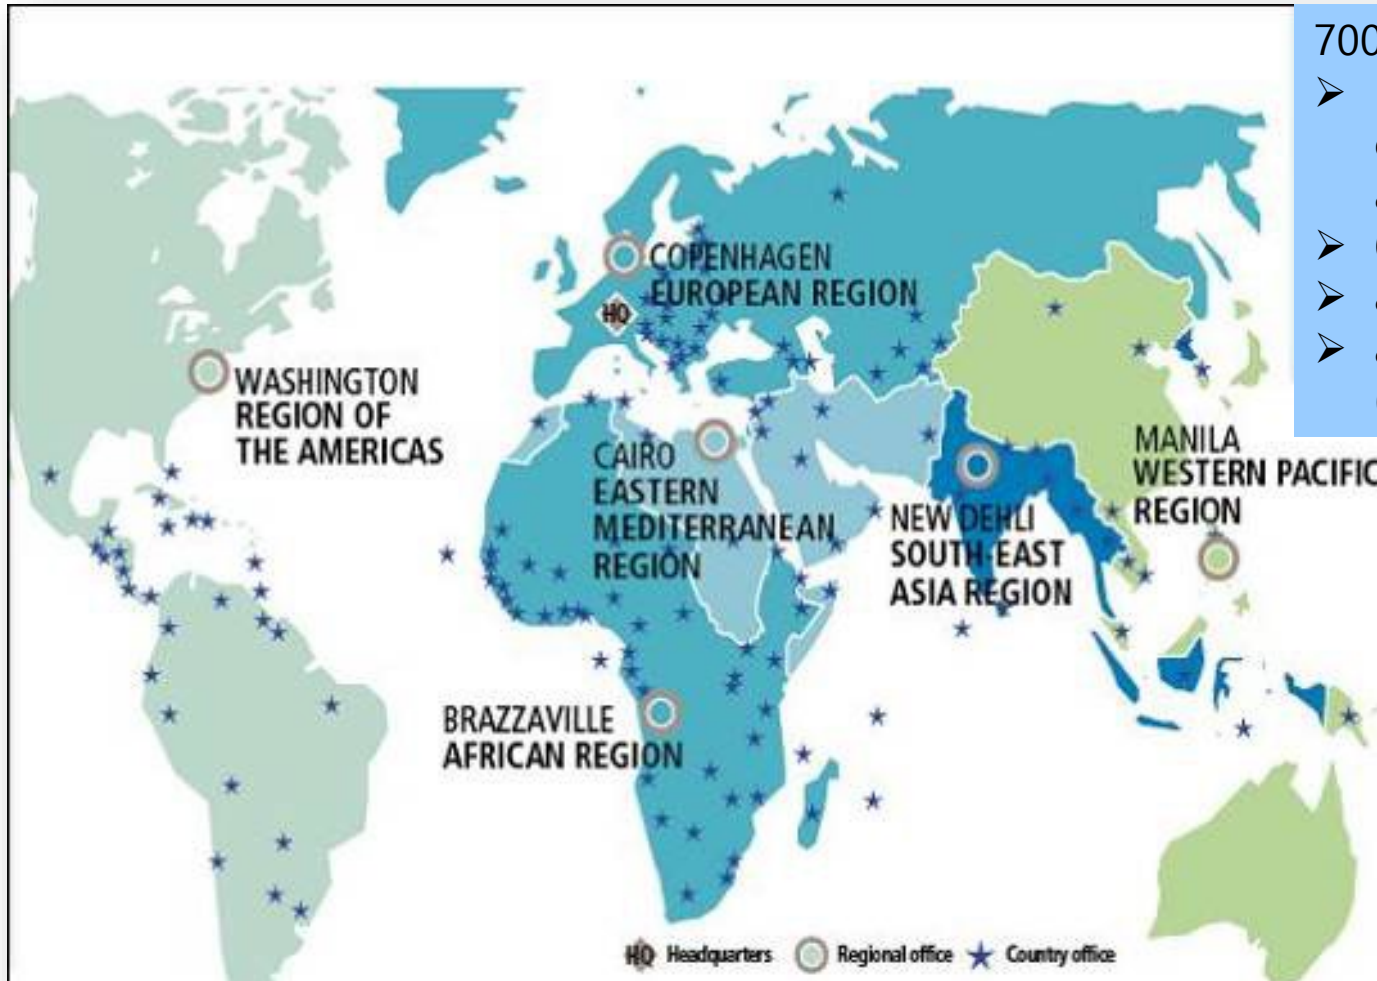 700
COPENHAGEN
EUROPEAN REGION
HQ
WASHINGTON
REGION OF
THE AMERICAS
CAIRO
EASTERN
MEDITERRANEAN
REGION
MANILA
WESTERN PACIFIC
REGION
NEW DEHLI
SOUTH-EAST
ASIA REGION
BRAZZAVILLE
AFRICAN REGION
HQ Headquarters Regional office Country office